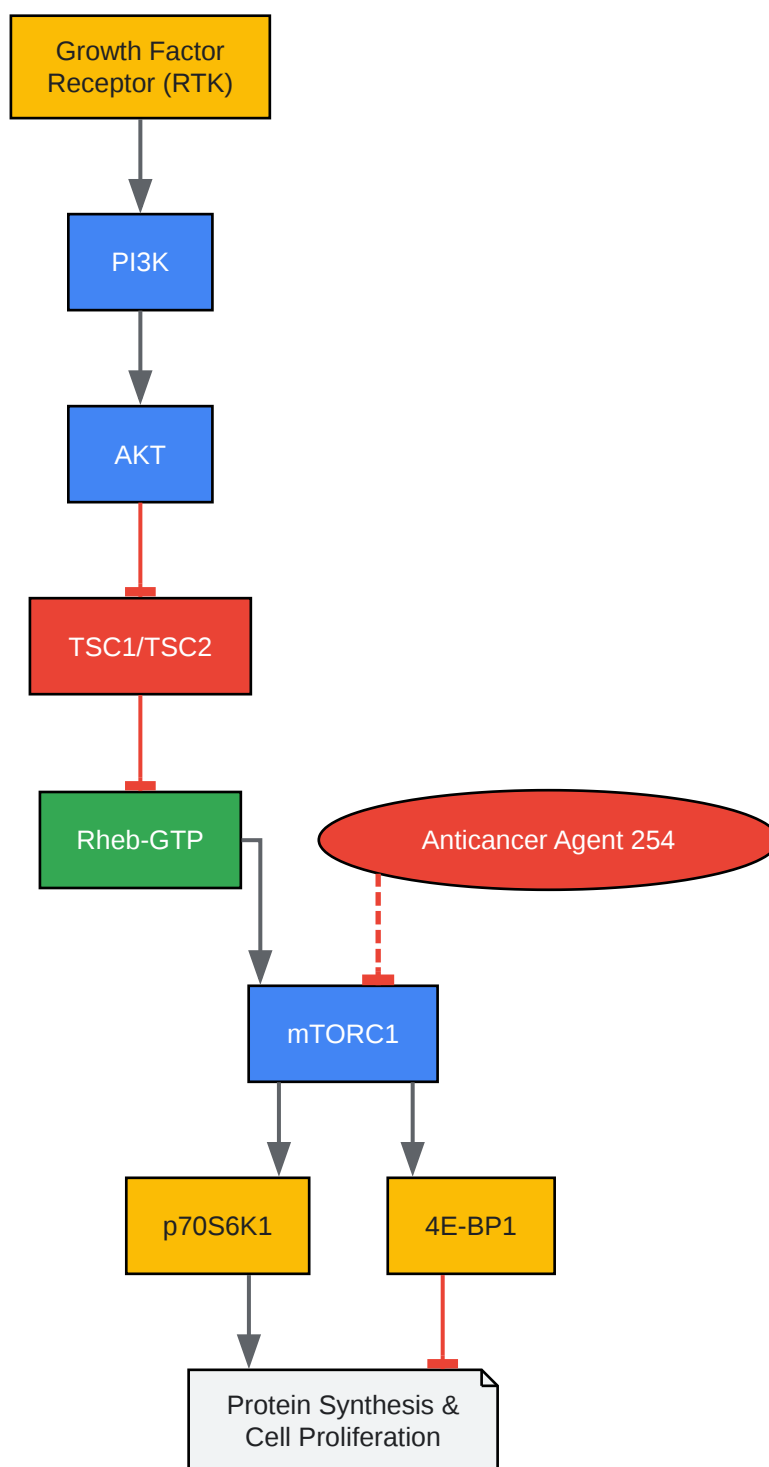 Growth Factor
Receptor (RTK)
PI3K
AKT
TSC1/TSC2
Rheb-GTP
Anticancer Agent 254
mTORC1
p70S6K1
4E-BP1
Protein Synthesis &
Cell Proliferation